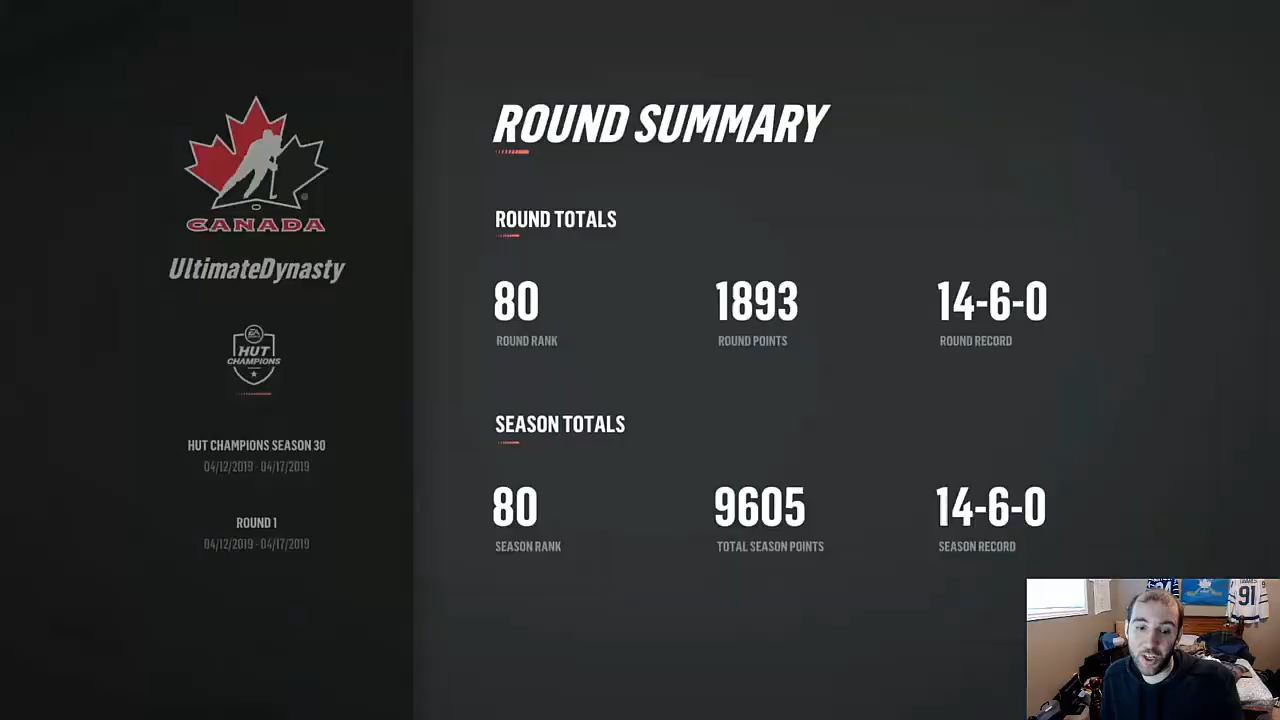 CANADA
UltimateDynasty
EA
HUT
CHAMPIONS
HUT CHAMPIONS SEASON 30
04/12/2019 - 04/17/2019
ROUND 1
04/12/2019 - 04/17/2019
ROUND SUMMARY
ROUND TOTALS
80
1893
14-6-0
ROUND RANK
ROUND POINTS
ROUND RECORD
SEASON TOTALS
80
9605
14-6-0
SEASON RANK
TOTAL SEASON POINTS
SEASON RECORD
91